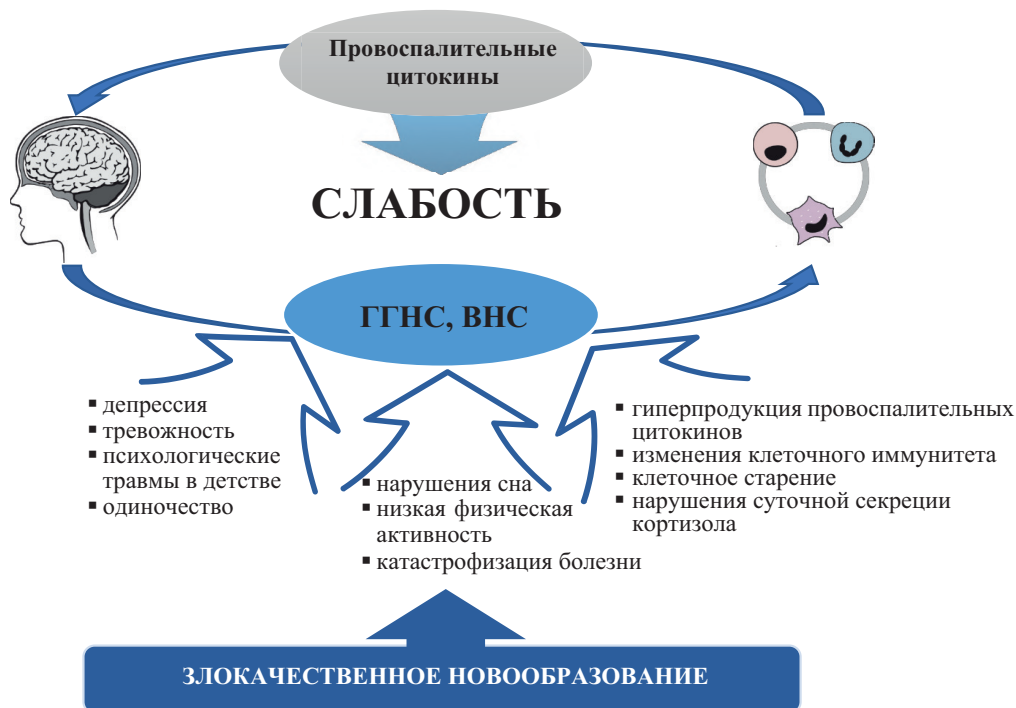 Провоспалительные
цитокины
СЛАБОСТЬ
ГГНС, ВНС
▪ депрессия
▪ тревожность
▪ психологические
травмы в детстве
▪ одиночество
▪ нарушения сна
▪ низкая физическая
активность
▪ катастрофизация болезни
▪ гиперпродукция провоспалительных
цитокинов
▪ изменения клеточного иммунитета
▪ клеточное старение
▪ нарушения суточной секреции
кортизола
ЗЛОКАЧЕСТВЕННОЕ НОВООБРАЗОВАНИЕ